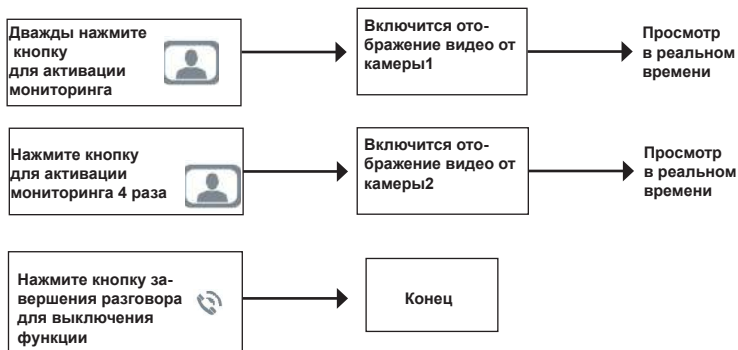 Дважды нажмите
кнопку
для активации
мониторинга
Включится ото-
бражение видео от
камеры1
Просмотр
в реальном
времени
Нажмите кнопку
для активации
мониторинга 4 раза
Включится ото-
бражение видео от
камеры2
Просмотр
в реальном
времени
Нажмите кнопку за-
вершения разговора
для выключения
функции
Конец